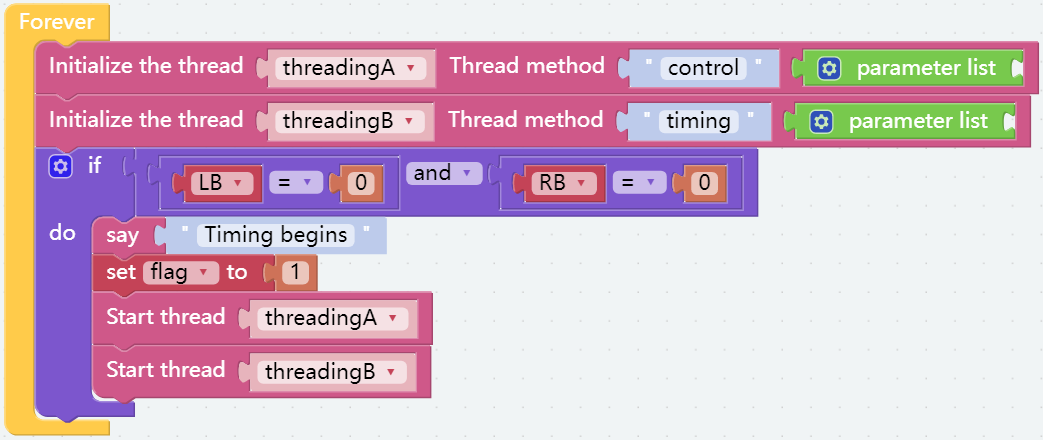 Forever
Initialize the thread threadingA Thread method " control " parameter list
Initialize the thread threadingB Thread method " timing " parameter list
if LB = 0 and RB = 0
do say " Timing begins "
set flag to 1
Start thread threadingA
Start thread threadingB